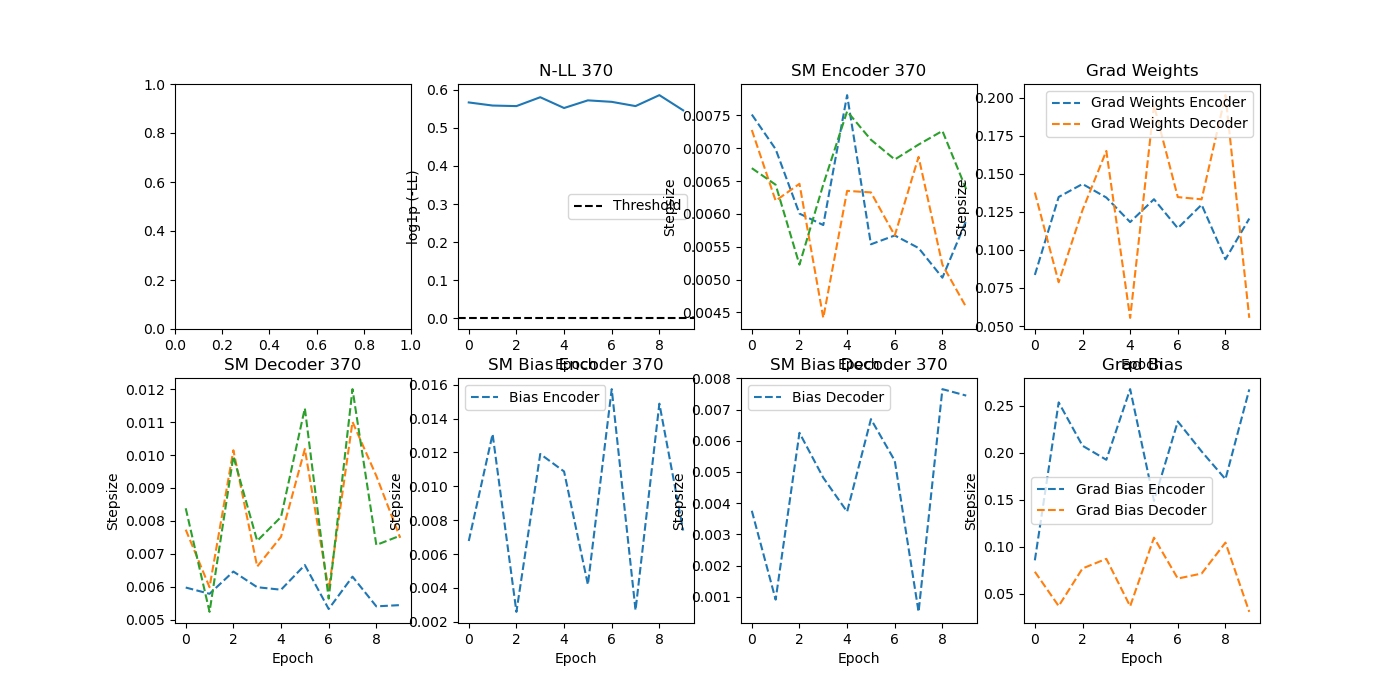 N-LL 370
SM Encoder 370
Grad Weights
1.0
0.8
0.6
0.4
0.2
0.0
0.0 0.2 0.4 0.6 0.8 1.0
log1p (-LL)
0.6
0.5
0.4
0.3
0.2
0.1
0.0
Threshold
0 2 4 6 8
Epoch
Stepsize
0.0075
0.0070
0.0065
0.0060
0.0055
0.0050
0.0045
0 2 4 6 8
Epoch
Stepsize
0.200
0.175
0.150
0.125
0.100
0.075
0.050
Grad Weights Encoder
Grad Weights Decoder
0 2 4 6 8
Epoch
SM Decoder 370
SM Bias Encoder 370
SM Bias Decoder 370
Grad Bias
Stepsize
0.012
0.011
0.010
0.009
0.008
0.007
0.006
0.005
0 2 4 6 8
Epoch
Stepsize
0.016
0.014
0.012
0.010
0.008
0.006
0.004
0.002
Bias Encoder
0 2 4 6 8
Epoch
Stepsize
0.008
0.007
0.006
0.005
0.004
0.003
0.002
0.001
Bias Decoder
0 2 4 6 8
Epoch
Stepsize
0.25
0.20
0.15
0.10
0.05
Grad Bias Encoder
Grad Bias Decoder
0 2 4 6 8
Epoch